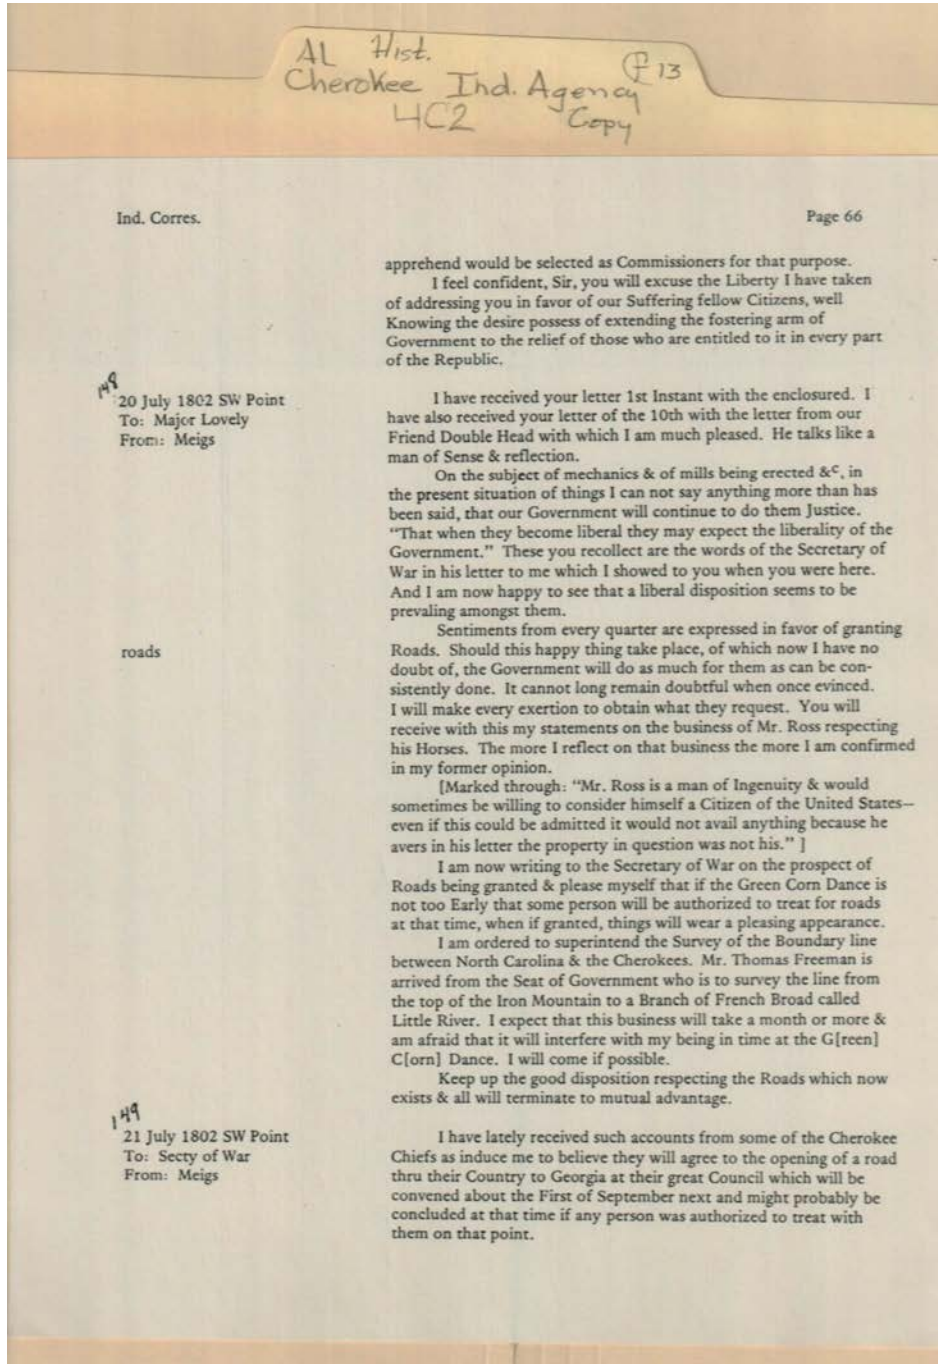 AL Hist.
Cherokee Ind. Agency F13
4C2 Copy
Ind. Corres. Page 66
apprehend would be selected as Commissioners for that purpose.
I feel confident, Sir, you will excuse the Liberty I have taken
of addressing you in favor of our Suffering fellow Citizens, well
Knowing the desire possess of extending the fostering arm of
Government to the relief of those who are entitled to it in every part
of the Republic.
148
20 July 1802 SW Point
To: Major Lovely
From: Meigs
I have received your letter 1st Instant with the enclosured. I
have also received your letter of the 10th with the letter from our
Friend Double Head with which I am much pleased. He talks like a
man of Sense & reflection.
On the subject of mechanics & of mills being erected &c, in
the present situation of things I can not say anything more than has
been said, that our Government will continue to do them Justice.
"That when they become liberal they may expect the liberality of the
Government." These you recollect are the words of the Secretary of
War in his letter to me which I showed to you when you were here.
And I am now happy to see that a liberal disposition seems to be
prevaling amongst them.
roads
Sentiments from every quarter are expressed in favor of granting
Roads. Should this happy thing take place, of which now I have no
doubt of, the Government will do as much for them as can be con-
sistently done. It cannot long remain doubtful when once evinced.
I will make every exertion to obtain what they request. You will
receive with this my statements on the business of Mr. Ross respecting
his Horses. The more I reflect on that business the more I am confirmed
in my former opinion.
[Marked through: "Mr. Ross is a man of Ingenuity & would
sometimes be willing to consider himself a Citizen of the United States—
even if this could be admitted it would not avail anything because he
avers in his letter the property in question was not his." ]
I am now writing to the Secretary of War on the prospect of
Roads being granted & please myself that if the Green Corn Dance is
not too Early that some person will be authorized to treat for roads
at that time, when if granted, things will wear a pleasing appearance.
I am ordered to superintend the Survey of the Boundary line
between North Carolina & the Cherokees. Mr. Thomas Freeman is
arrived from the Seat of Government who is to survey the line from
the top of the Iron Mountain to a Branch of French Broad called
Little River. I expect that this business will take a month or more &
am afraid that it will interfere with my being in time at the G[reen]
C[orn] Dance. I will come if possible.
Keep up the good disposition respecting the Roads which now
exists & all will terminate to mutual advantage.
149
21 July 1802 SW Point
To: Secty of War
From: Meigs
I have lately received such accounts from some of the Cherokee
Chiefs as induce me to believe they will agree to the opening of a road
thru their Country to Georgia at their great Council which will be
convened about the First of September next and might probably be
concluded at that time if any person was authorized to treat with
them on that point.